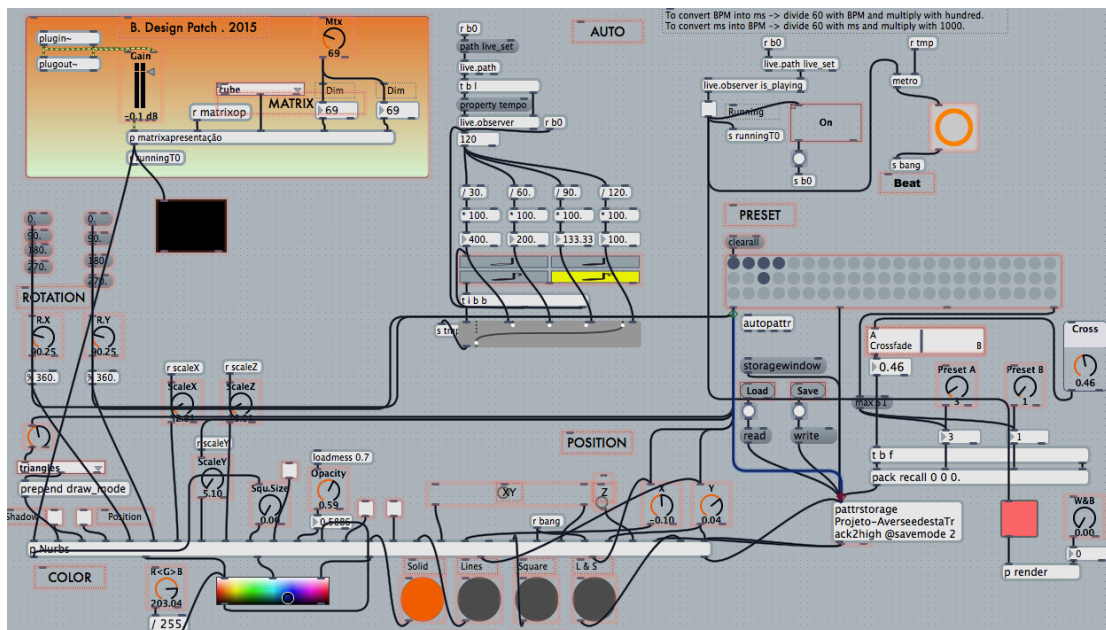 To convert BPM into ms -> divide 60 with BPM and multiply with hundred.
To convert ms into BPM -> divide 60 with ms and multiply with 1000.
B. Design Patch . 2015
plugin~
plugout~
Gain
-0.1 dB
Mtx
69
cube
MATRIX
Dim
Dim
r matrixop
69
69
p matrixapresentação
r runningT0
AUTO
r b0
path live_set
live.path
t b l
property tempo
live.observer
r b0
120
/ 30.
/ 60.
/ 90.
/ 120.
* 100.
* 100.
* 100.
* 100.
400.
200.
133.33
100.
t i b b
s tmp
r b0
live.path live_set
live.observer is_playing
Running
s runningT0
On
s b0
r tmp
metro
s bang
Beat
PRESET
clearall
autopattr
storagewindow
Load
Save
read
write
A
Crossfade
B
0.46
Cross
0.46
Preset A
3
Preset B
1
max 51
3
1
t b f
pack recall 0 0 0.
pattrstorage
Projeto-AverseedestaTr
ack2high @savemode 2
W&B
0.00
0
p render
0.
90.
180.
270.
0.
90.
180
270.
ROTATION
R.X
90.25
R.Y
90.25
% 360.
% 360.
r scaleX
r scaleZ
ScaleX
ScaleZ
r scaleY
ScaleY
5.10
triangles
prepend draw_mode
Shadow
Position
Squ.Size
0.00
loadmess 0.7
Opacity
0.59
0.5886
POSITION
XY
Z
X
-0.10
Y
0.04
r bang
p Nurbs
COLOR
R<G>B
203.04
/ 255
Solid
Lines
Square
L & S